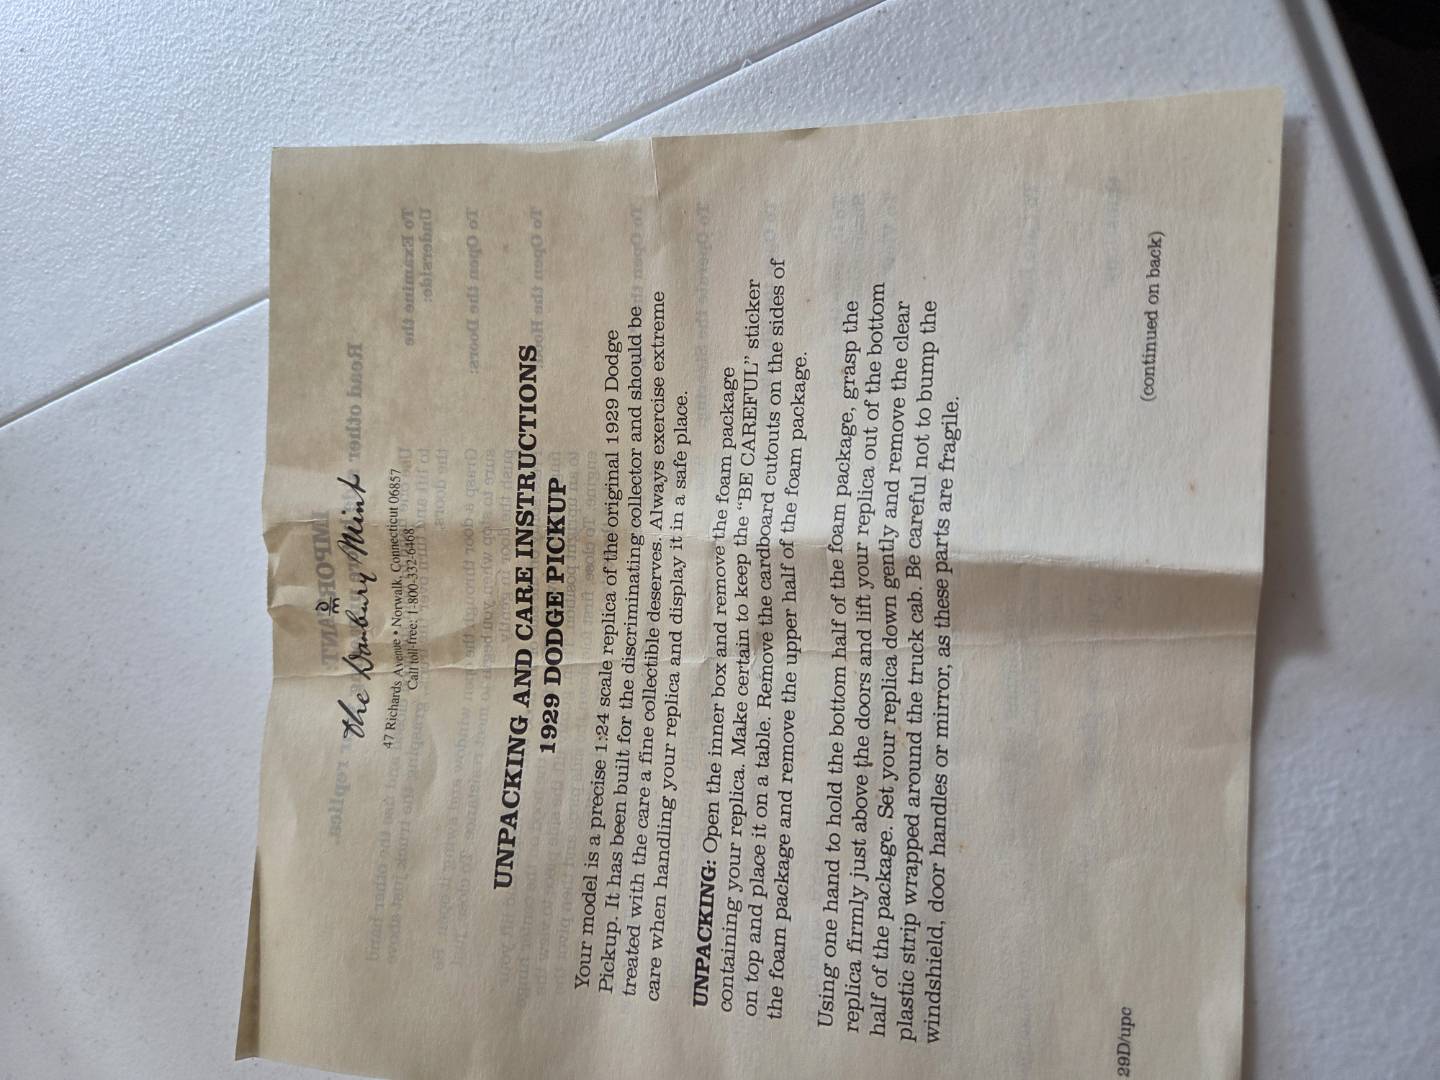 The Danbury Mint
47 Richards Avenue • Norwalk, Connecticut 06857
Call toll-free: 1-800-332-6468
UNPACKING AND CARE INSTRUCTIONS
1929 DODGE PICKUP
Your model is a precise 1:24 scale replica of the original 1929 Dodge
Pickup. It has been built for the discriminating collector and should be
treated with the care a fine collectible deserves. Always exercise extreme
care when handling your replica and display it in a safe place.
UNPACKING: Open the inner box and remove the foam package
containing your replica. Make certain to keep the “BE CAREFUL” sticker
on top and place it on a table. Remove the cardboard cutouts on the sides of
the foam package and remove the upper half of the foam package.
Using one hand to hold the bottom half of the foam package, grasp the
replica firmly just above the doors and lift your replica out of the bottom
half of the package. Set your replica down gently and remove the clear
plastic strip wrapped around the truck cab. Be careful not to bump the
windshield, door handles or mirror, as these parts are fragile.
(continued on back)
29D/upc